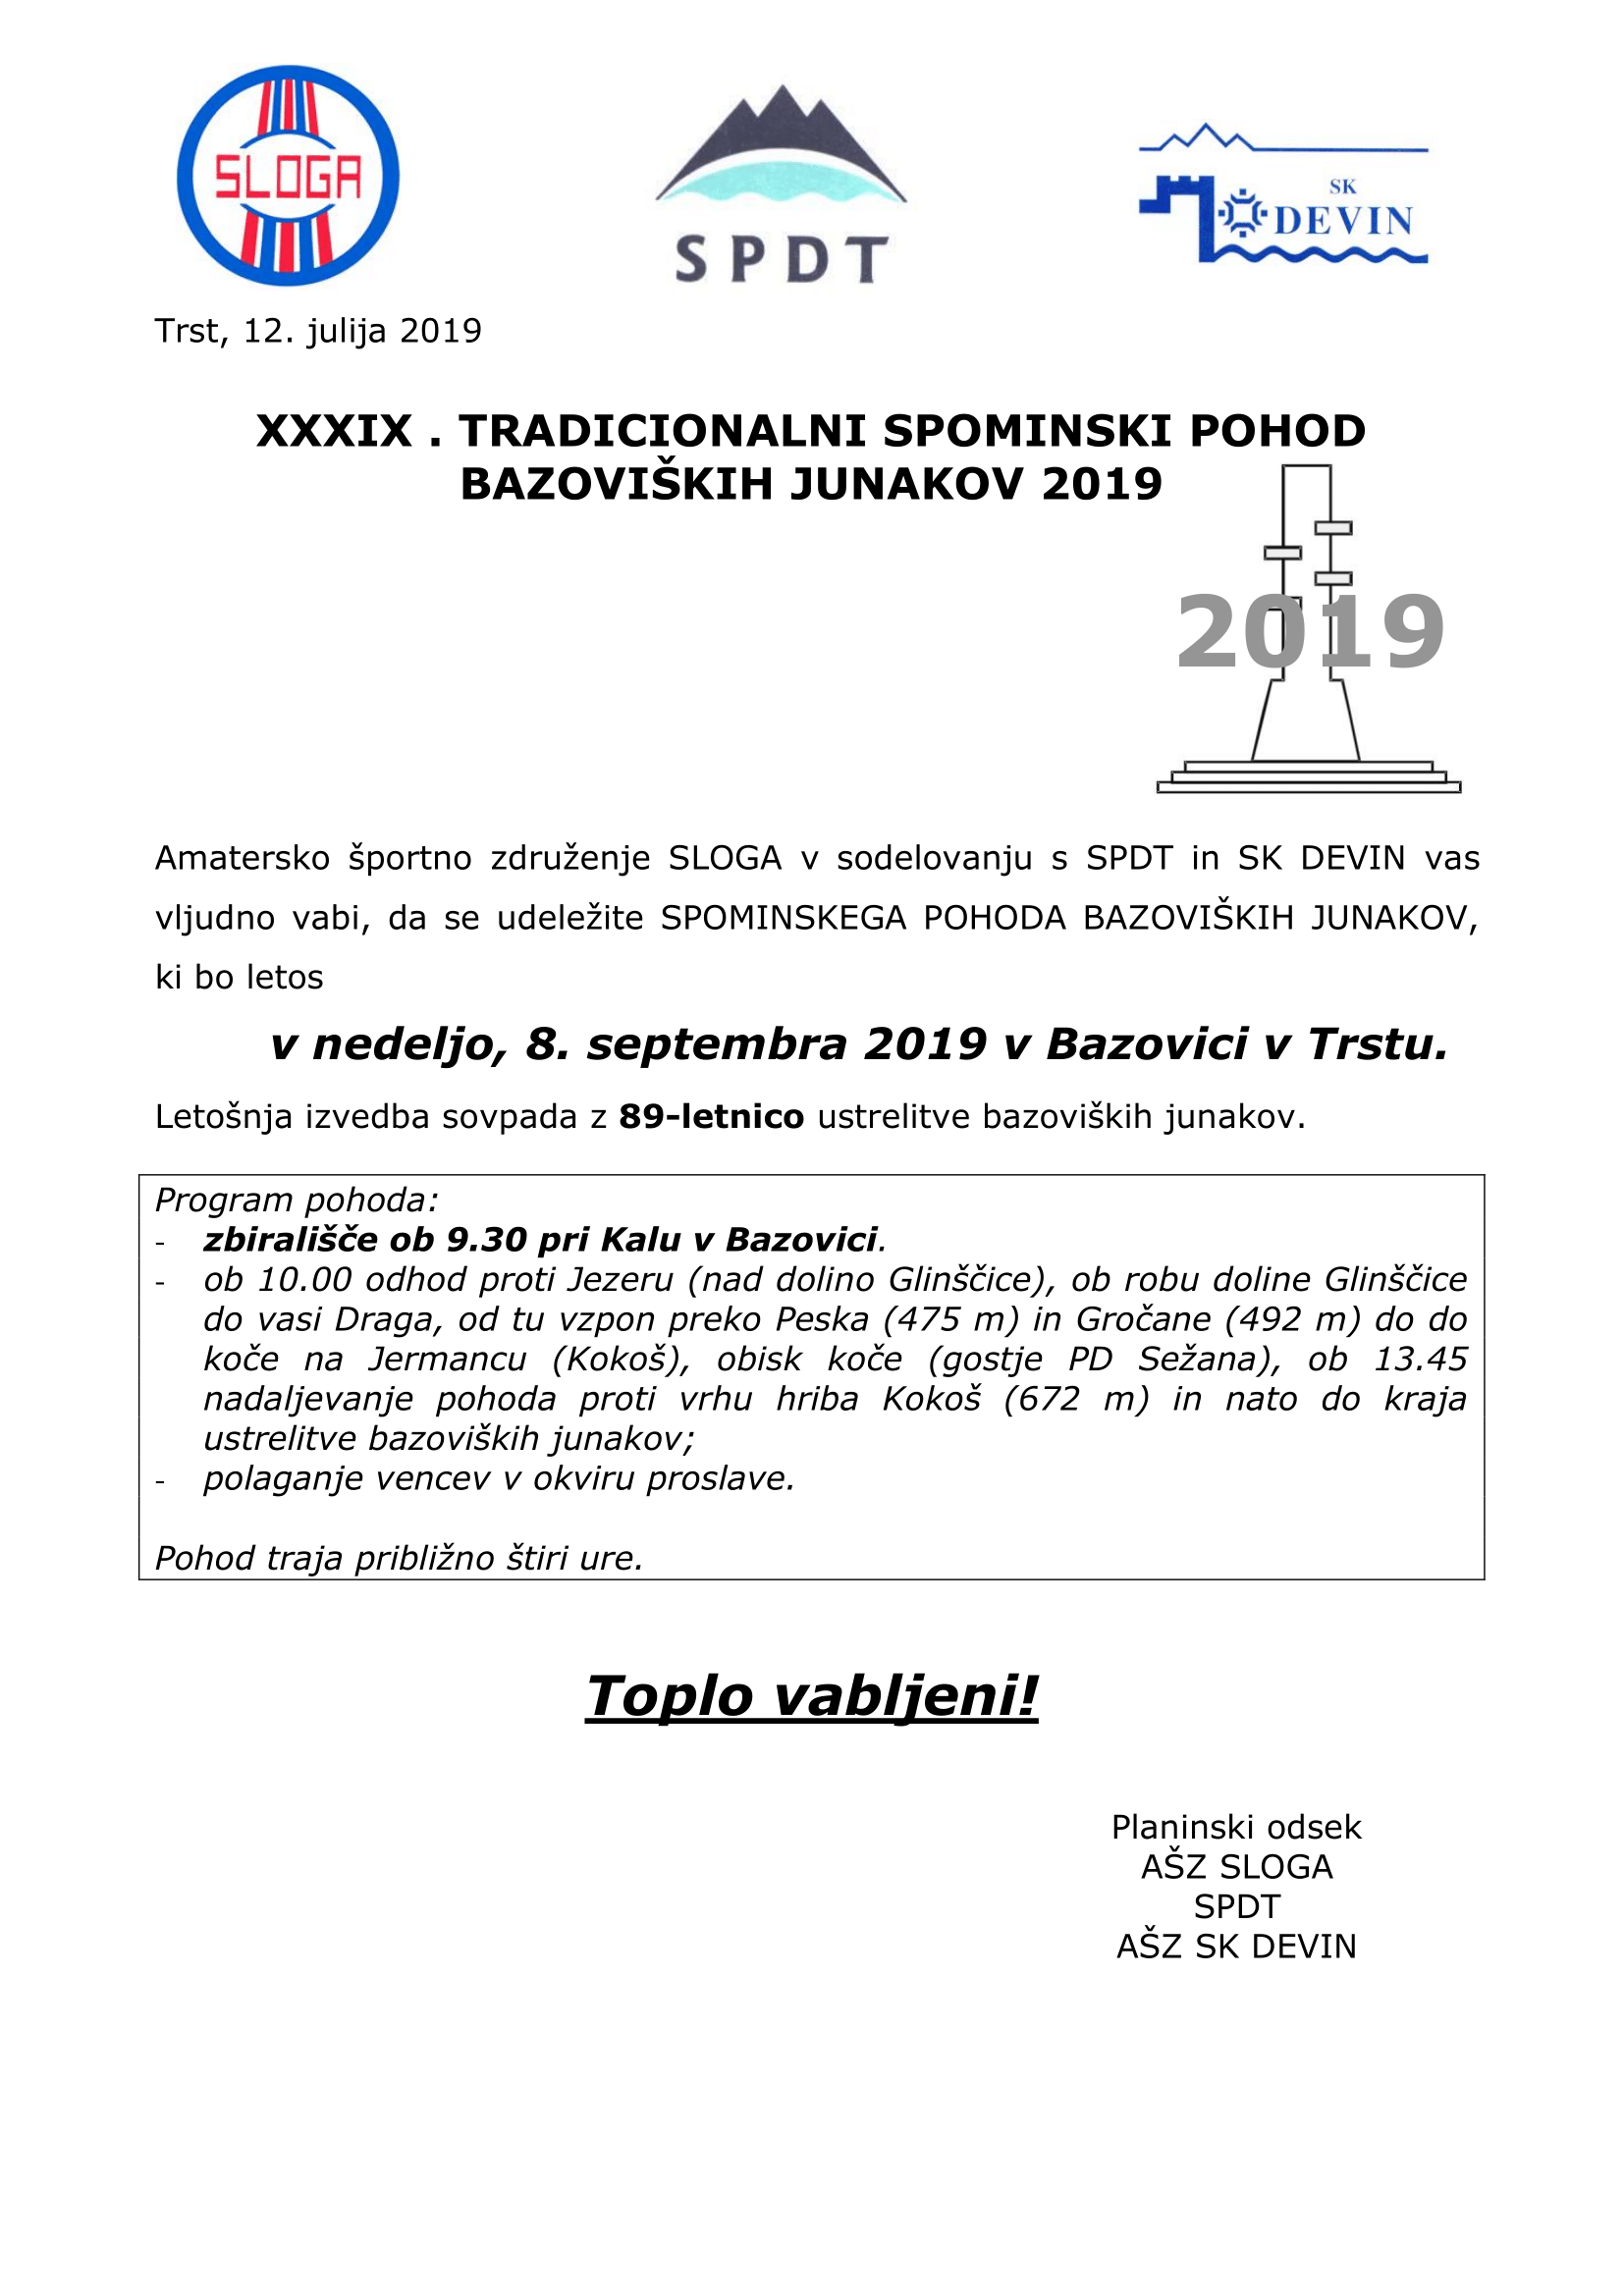 SLOGA
SPDT
SK
DEVIN
Trst, 12. julija 2019
XXXIX . TRADICIONALNI SPOMINSKI POHOD
BAZOVIŠKIH JUNAKOV 2019
2019
Amatersko športno združenje SLOGA v sodelovanju s SPDT in SK DEVIN vas
vljudno vabi, da se udeležite SPOMINSKEGA POHODA BAZOVIŠKIH JUNAKOV,
ki bo letos
v nedeljo, 8. septembra 2019 v Bazovici v Trstu.
Letošnja izvedba sovpada z 89-letnico ustrelitve bazoviških junakov.
Program pohoda:
- zbirališče ob 9.30 pri Kalu v Bazovici.
- ob 10.00 odhod proti Jezeru (nad dolino Glinščice), ob robu doline Glinščice
do vasi Draga, od tu vzpon preko Peska (475 m) in Gročane (492 m) do do
koče na Jermancu (Kokoš), obisk koče (gostje PD Sežana), ob 13.45
nadaljevanje pohoda proti vrhu hriba Kokoš (672 m) in nato do kraja
ustrelitve bazoviških junakov;
- polaganje vencev v okviru proslave.
Pohod traja približno štiri ure.
Toplo vabljeni!
Planinski odsek
AŠZ SLOGA
SPDT
AŠZ SK DEVIN